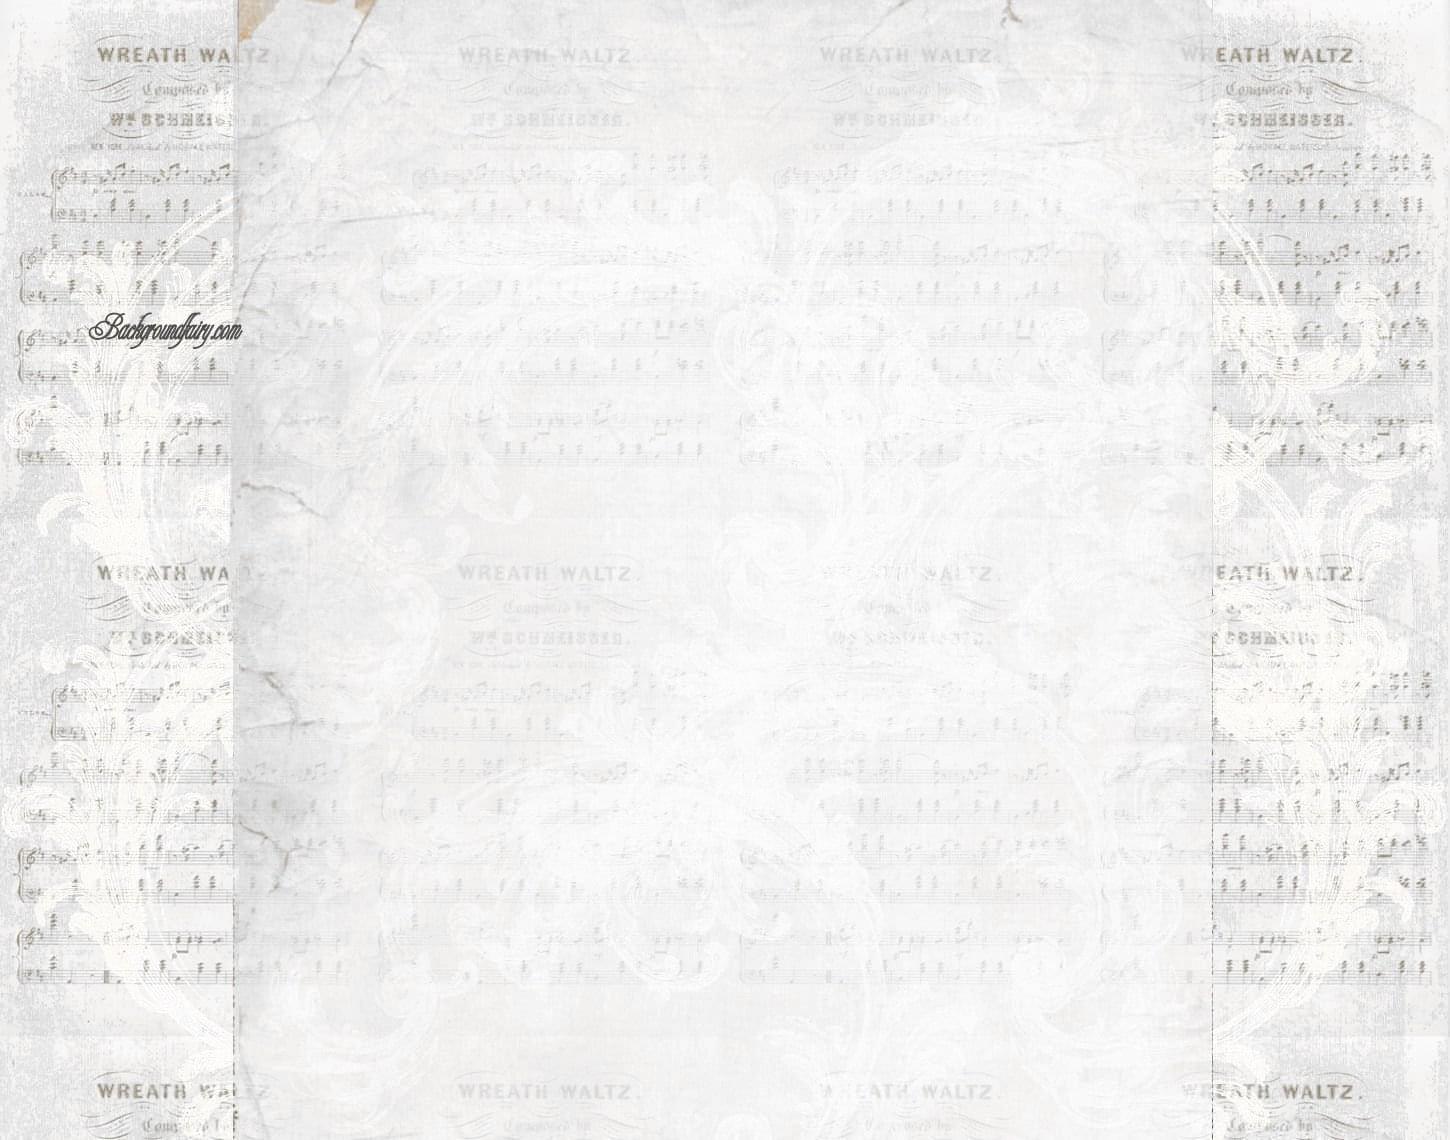 WREATH WALTZ. WREATH WALTZ. WREATH WALTZ. WREATH WALTZ.
Composed by Composed by Composed by Composed by
Wm SCHMEISSER. Wm SCHMEISSER. Wm SCHMEISSER. Wm SCHMEISSER.
Backgroundfairy.com
WREATH WALTZ. WREATH WALTZ. WREATH WALTZ.
Composed by Composed by Composed by
Wm SCHMEISSER. Wm SCHMEISSER. Wm SCHMEISSER. Wm SCHMEISSER.
WREATH WALTZ. WREATH WALTZ. WREATH WALTZ. WREATH WALTZ.
Composed by Composed by Composed by Composed by